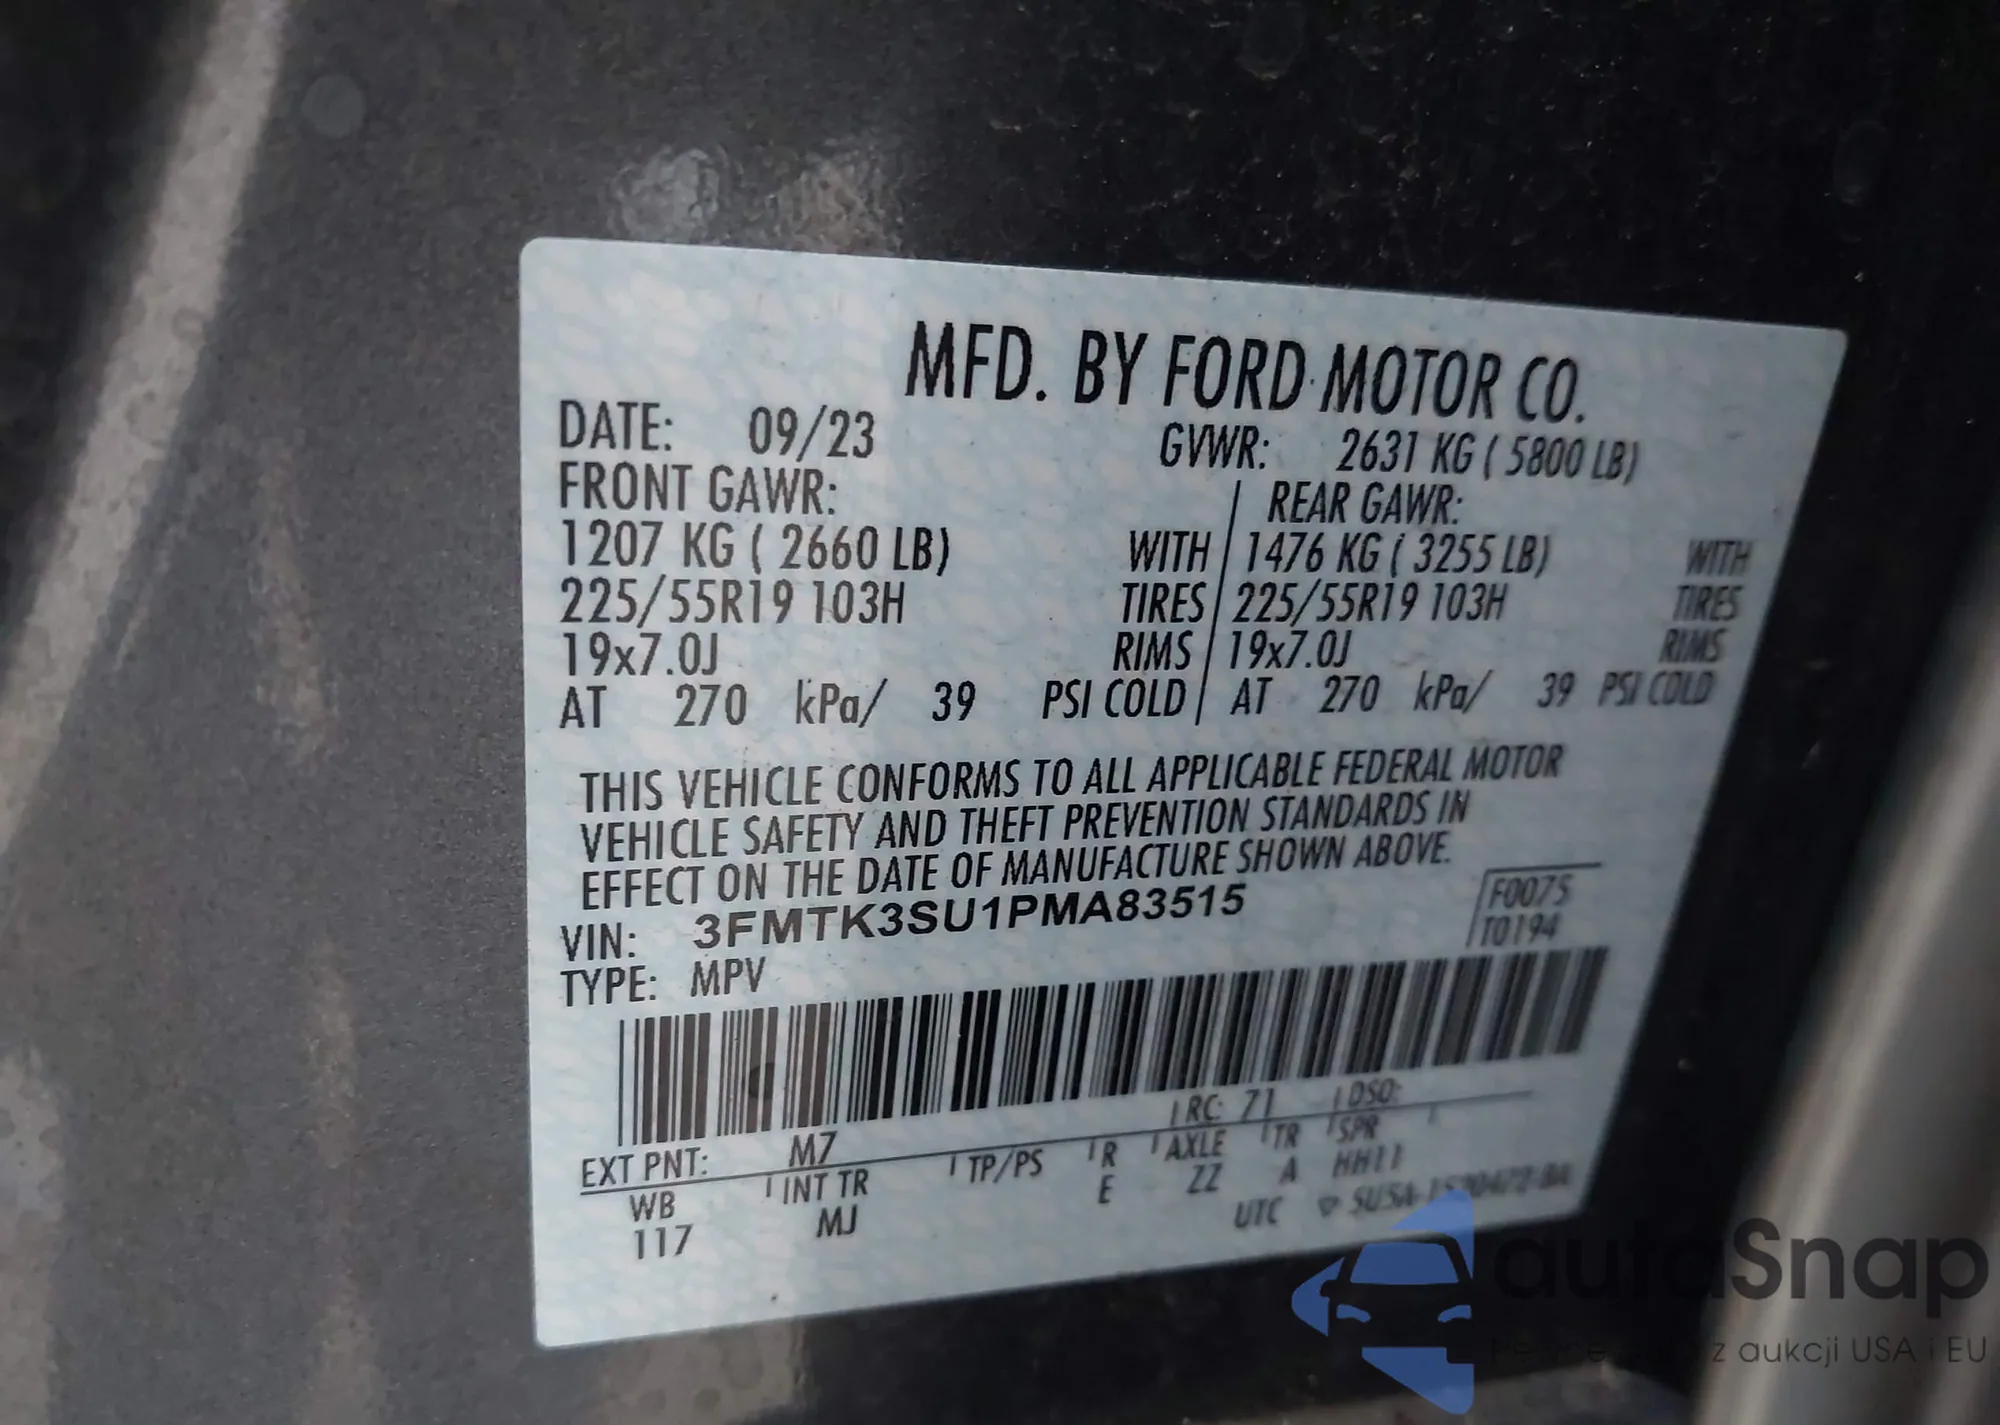 MFD. BY FORD MOTOR CO.
DATE: 09/23 GVWR: 2631 KG ( 5800 LB)
FRONT GAWR: REAR GAWR:
1207 KG ( 2660 LB) WITH 1476 KG ( 3255 LB) WITH
225/55R19 103H TIRES 225/55R19 103H TIRES
19x7.0J RIMS 19x7.0J RIMS
AT 270 kPa/ 39 PSI COLD AT 270 kPa/ 39 PSI COLD
THIS VEHICLE CONFORMS TO ALL APPLICABLE FEDERAL MOTOR
VEHICLE SAFETY AND THEFT PREVENTION STANDARDS IN
EFFECT ON THE DATE OF MANUFACTURE SHOWN ABOVE.
VIN: 3FMTK3SU1PMA83515
F0075
T0194
TYPE: MPV
RC: 71 DSO:
EXT PNT: M7
WB INT TR TP/PS R AXLE TR SPR
117 MJ E ZZ A HH11
UTC
autaSnap
z aukcji USA i EU